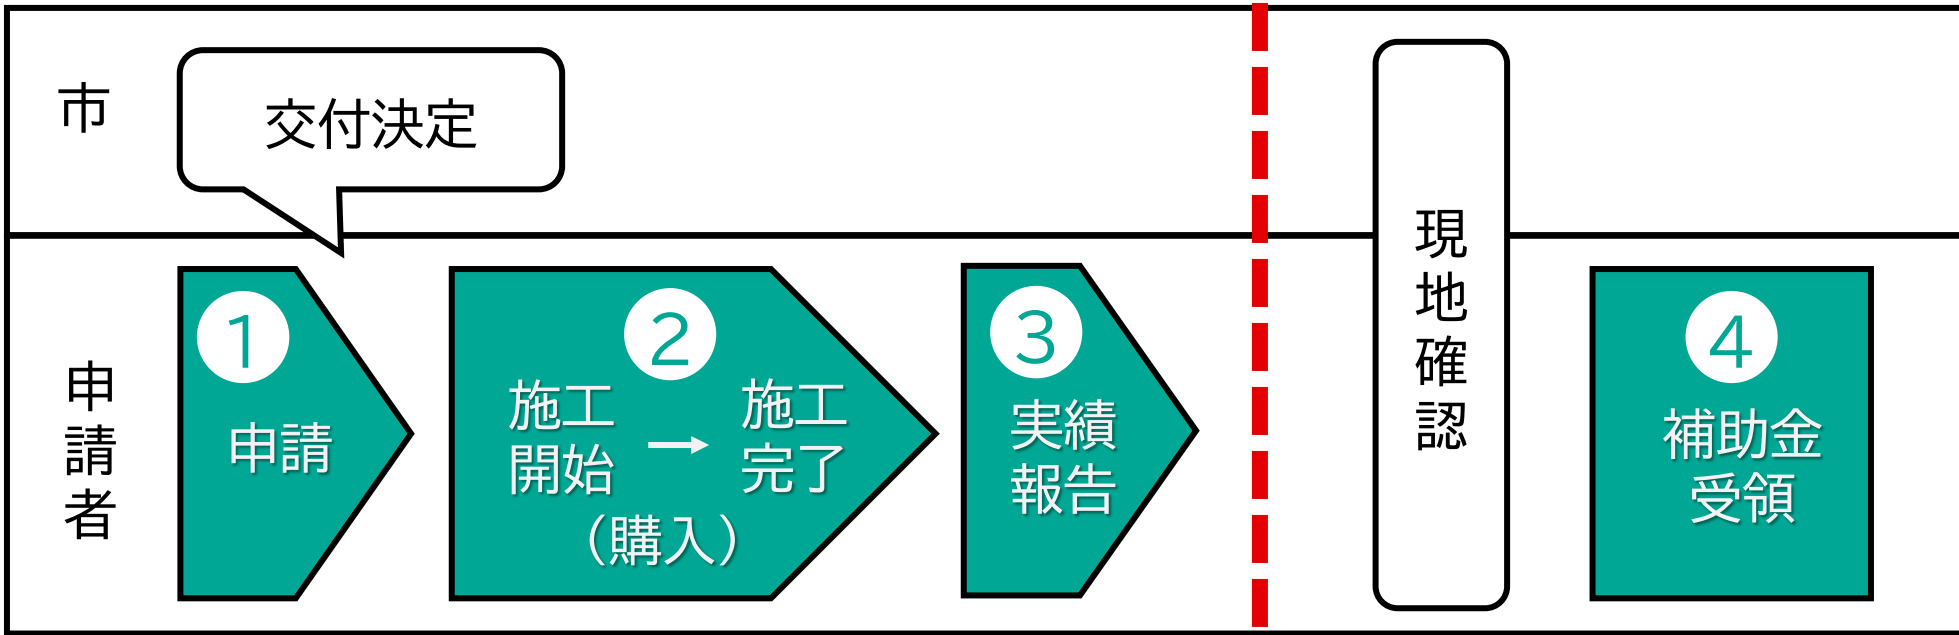 市
交付決定
申請者
1
申請
2
施工
開始
→
施工
完了
（購入）
3
実績
報告
現地確認
4
補助金
受領